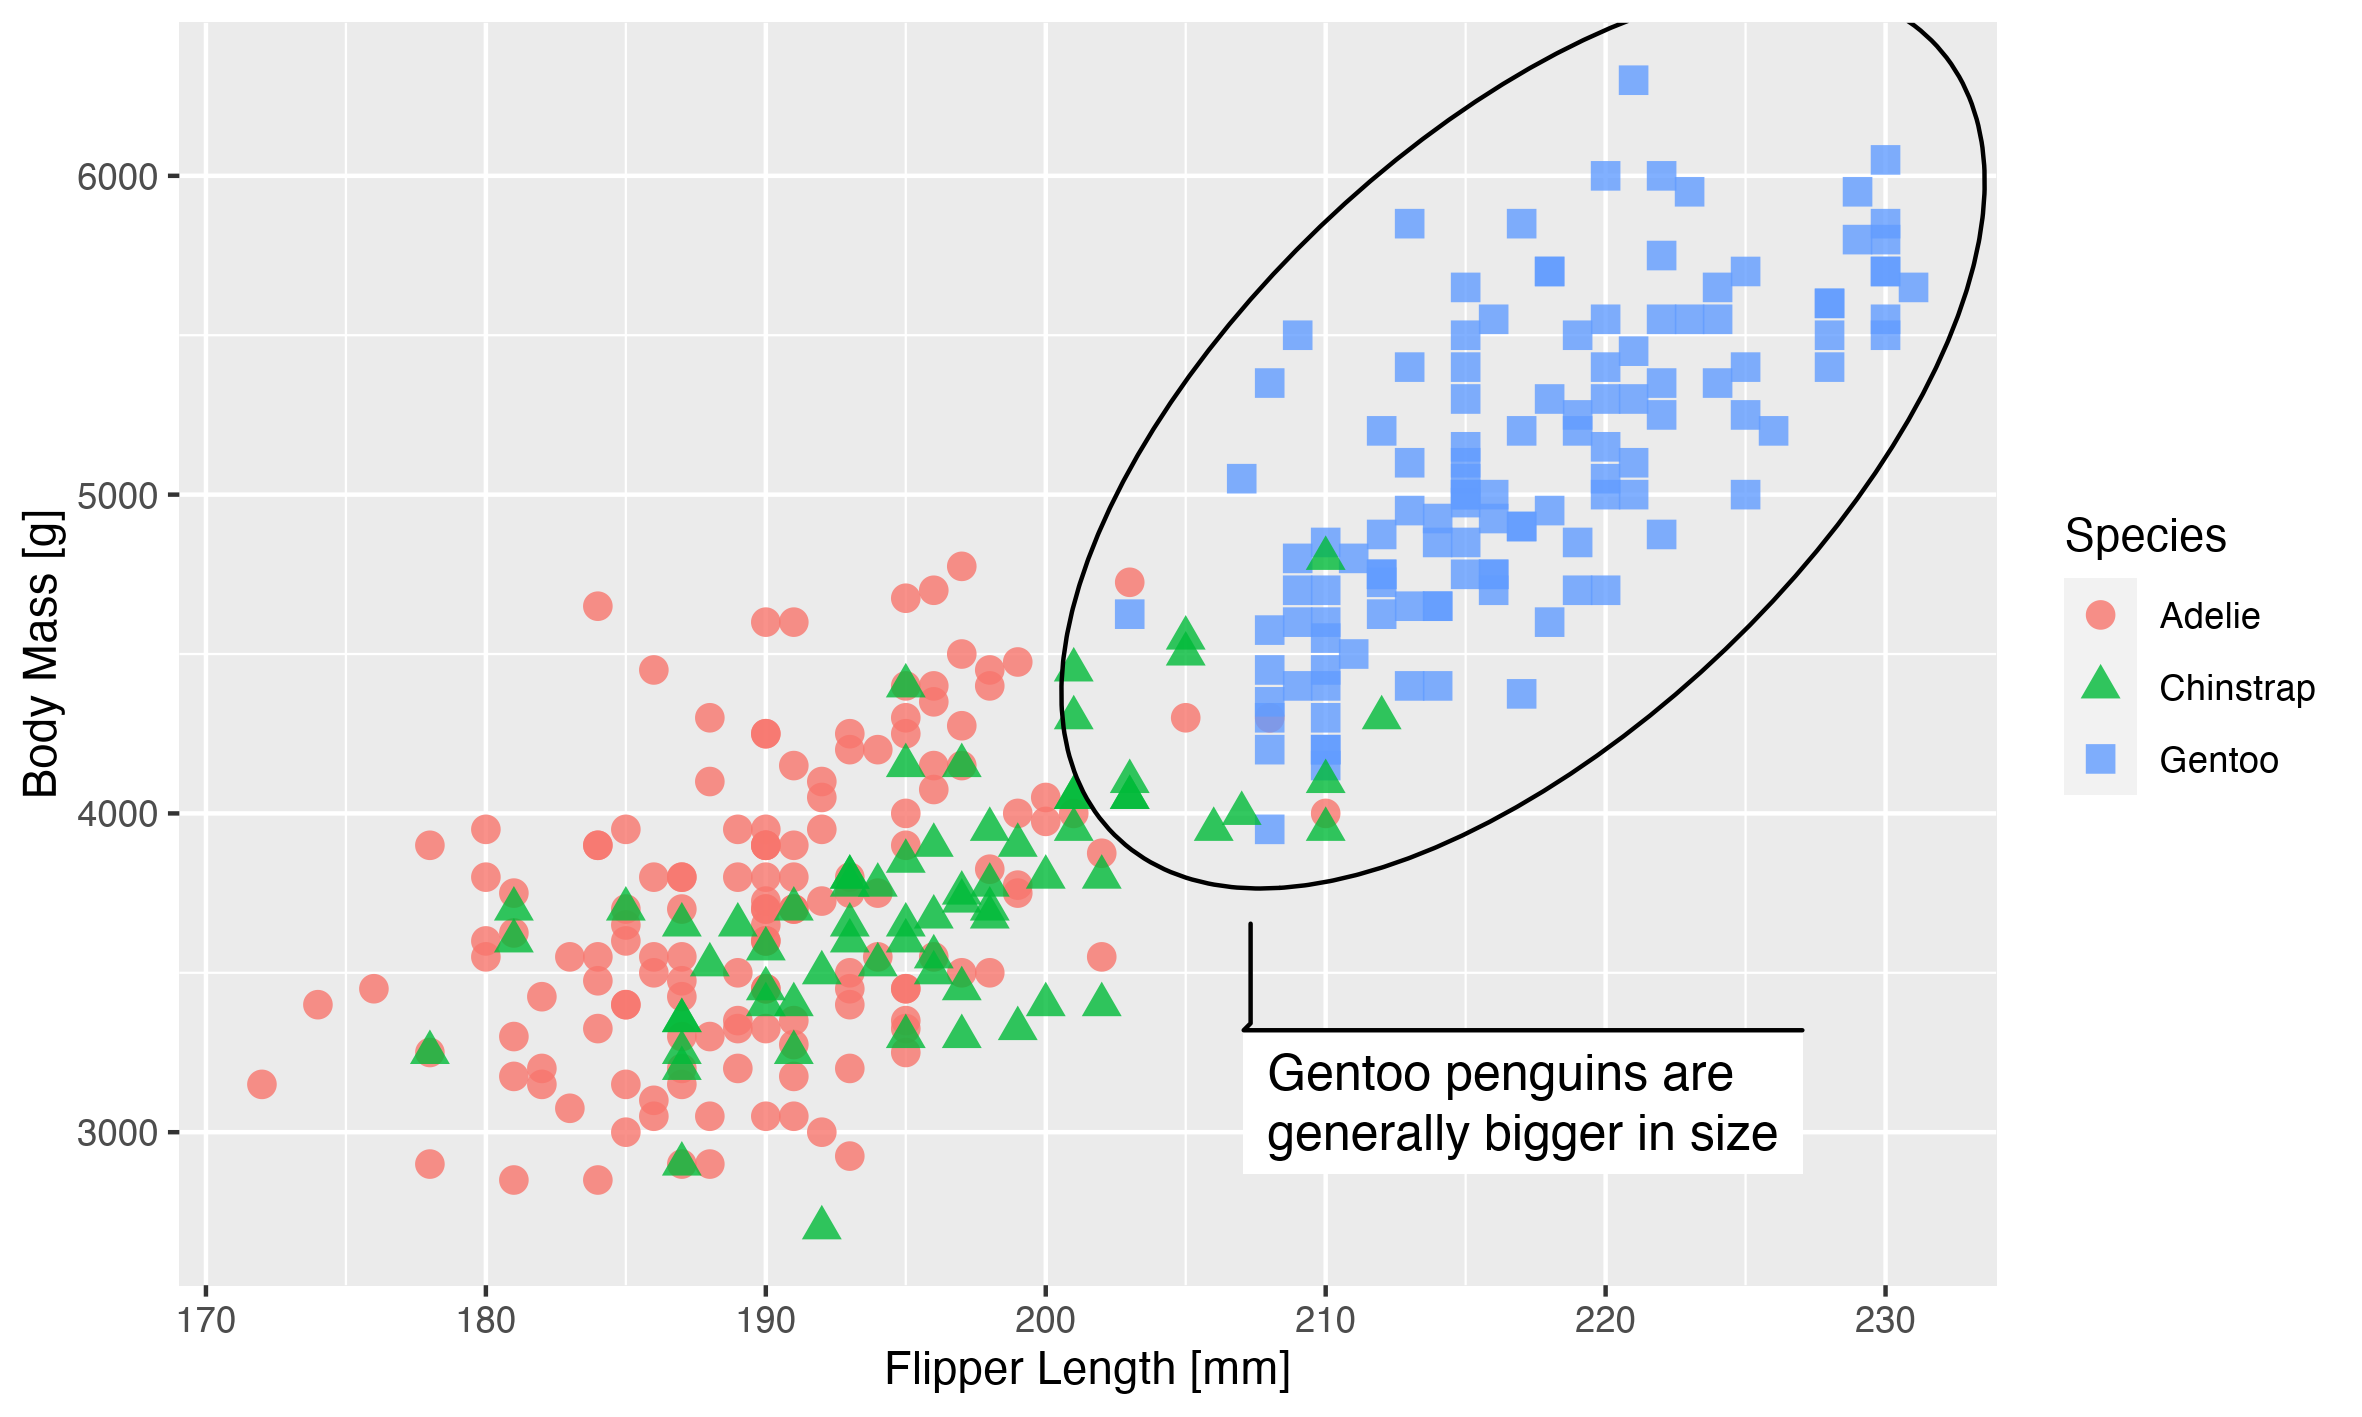 6000
5000
4000
3000
Body Mass [g]
170 180 190 200 210 220 230
Flipper Length [mm]
Gentoo penguins are
generally bigger in size
Species
Adelie
Chinstrap
Gentoo